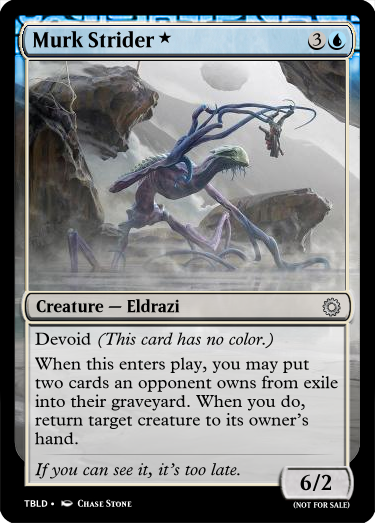 Murk Strider ★ 3
Creature — Eldrazi
Devoid (This card has no color.)
When this enters play, you may put
two cards an opponent owns from exile
into their graveyard. When you do,
return target creature to its owner's
hand.
If you can see it, it's too late.
6/2
TBLD • Chase Stone
(NOT FOR SALE)